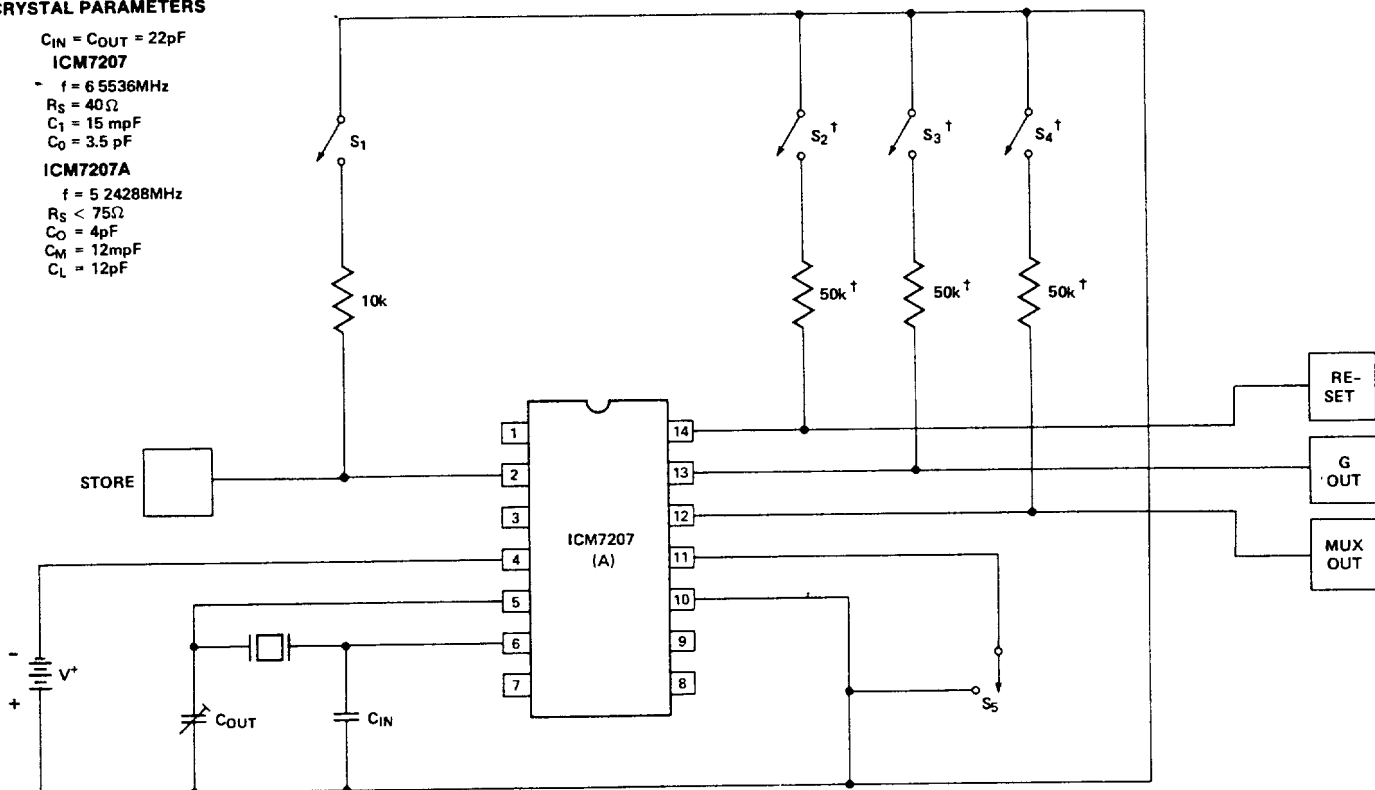 CRYSTAL PARAMETERS
CIN = COUT = 22pF
ICM7207
f = 6 5536MHz
RS = 40Ω
C1 = 15 mpF
C0 = 3.5 pF
ICM7207A
f = 5 24288MHz
RS < 75Ω
CO = 4pF
CM = 12mpF
CL = 12pF
S1
S2†
S3†
S4†
10k
50k†
50k†
50k†
RE-
SET
G
OUT
MUX
OUT
STORE
ICM7207
(A)
1
2
3
4
5
6
7
14
13
12
11
10
9
8
-
V+
+
COUT
CIN
S5